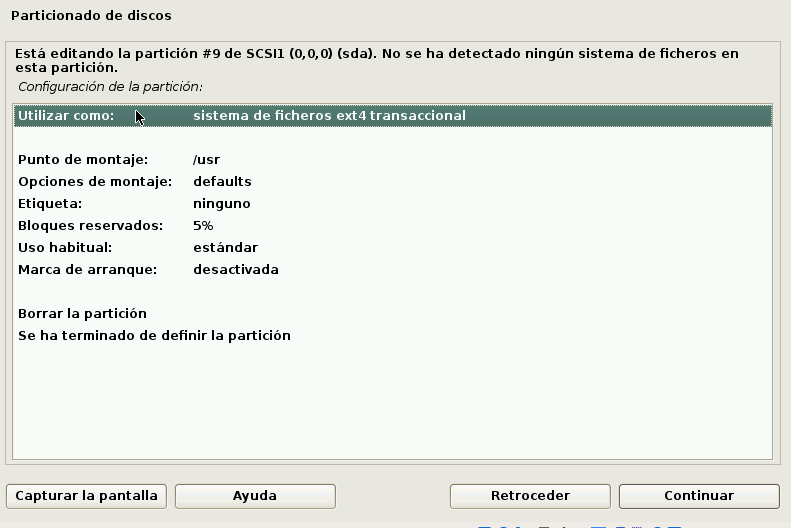 Particionado de discos
Está editando la partición #9 de SCSI1 (0,0,0) (sda). No se ha detectado ningún sistema de ficheros en
esta partición.
Configuración de la partición:
Utilizar como: sistema de ficheros ext4 transaccional
Punto de montaje: /usr
Opciones de montaje: defaults
Etiqueta: ninguno
Bloques reservados: 5%
Uso habitual: estándar
Marca de arranque: desactivada
Borrar la partición
Se ha terminado de definir la partición
Capturar la pantalla Ayuda Retroceder Continuar